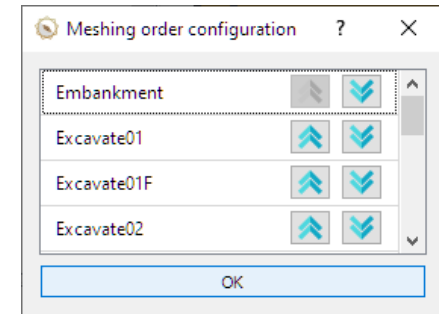 Meshing order configuration ?
Embankment
Excavate01
Excavate01F
Excavate02
OK